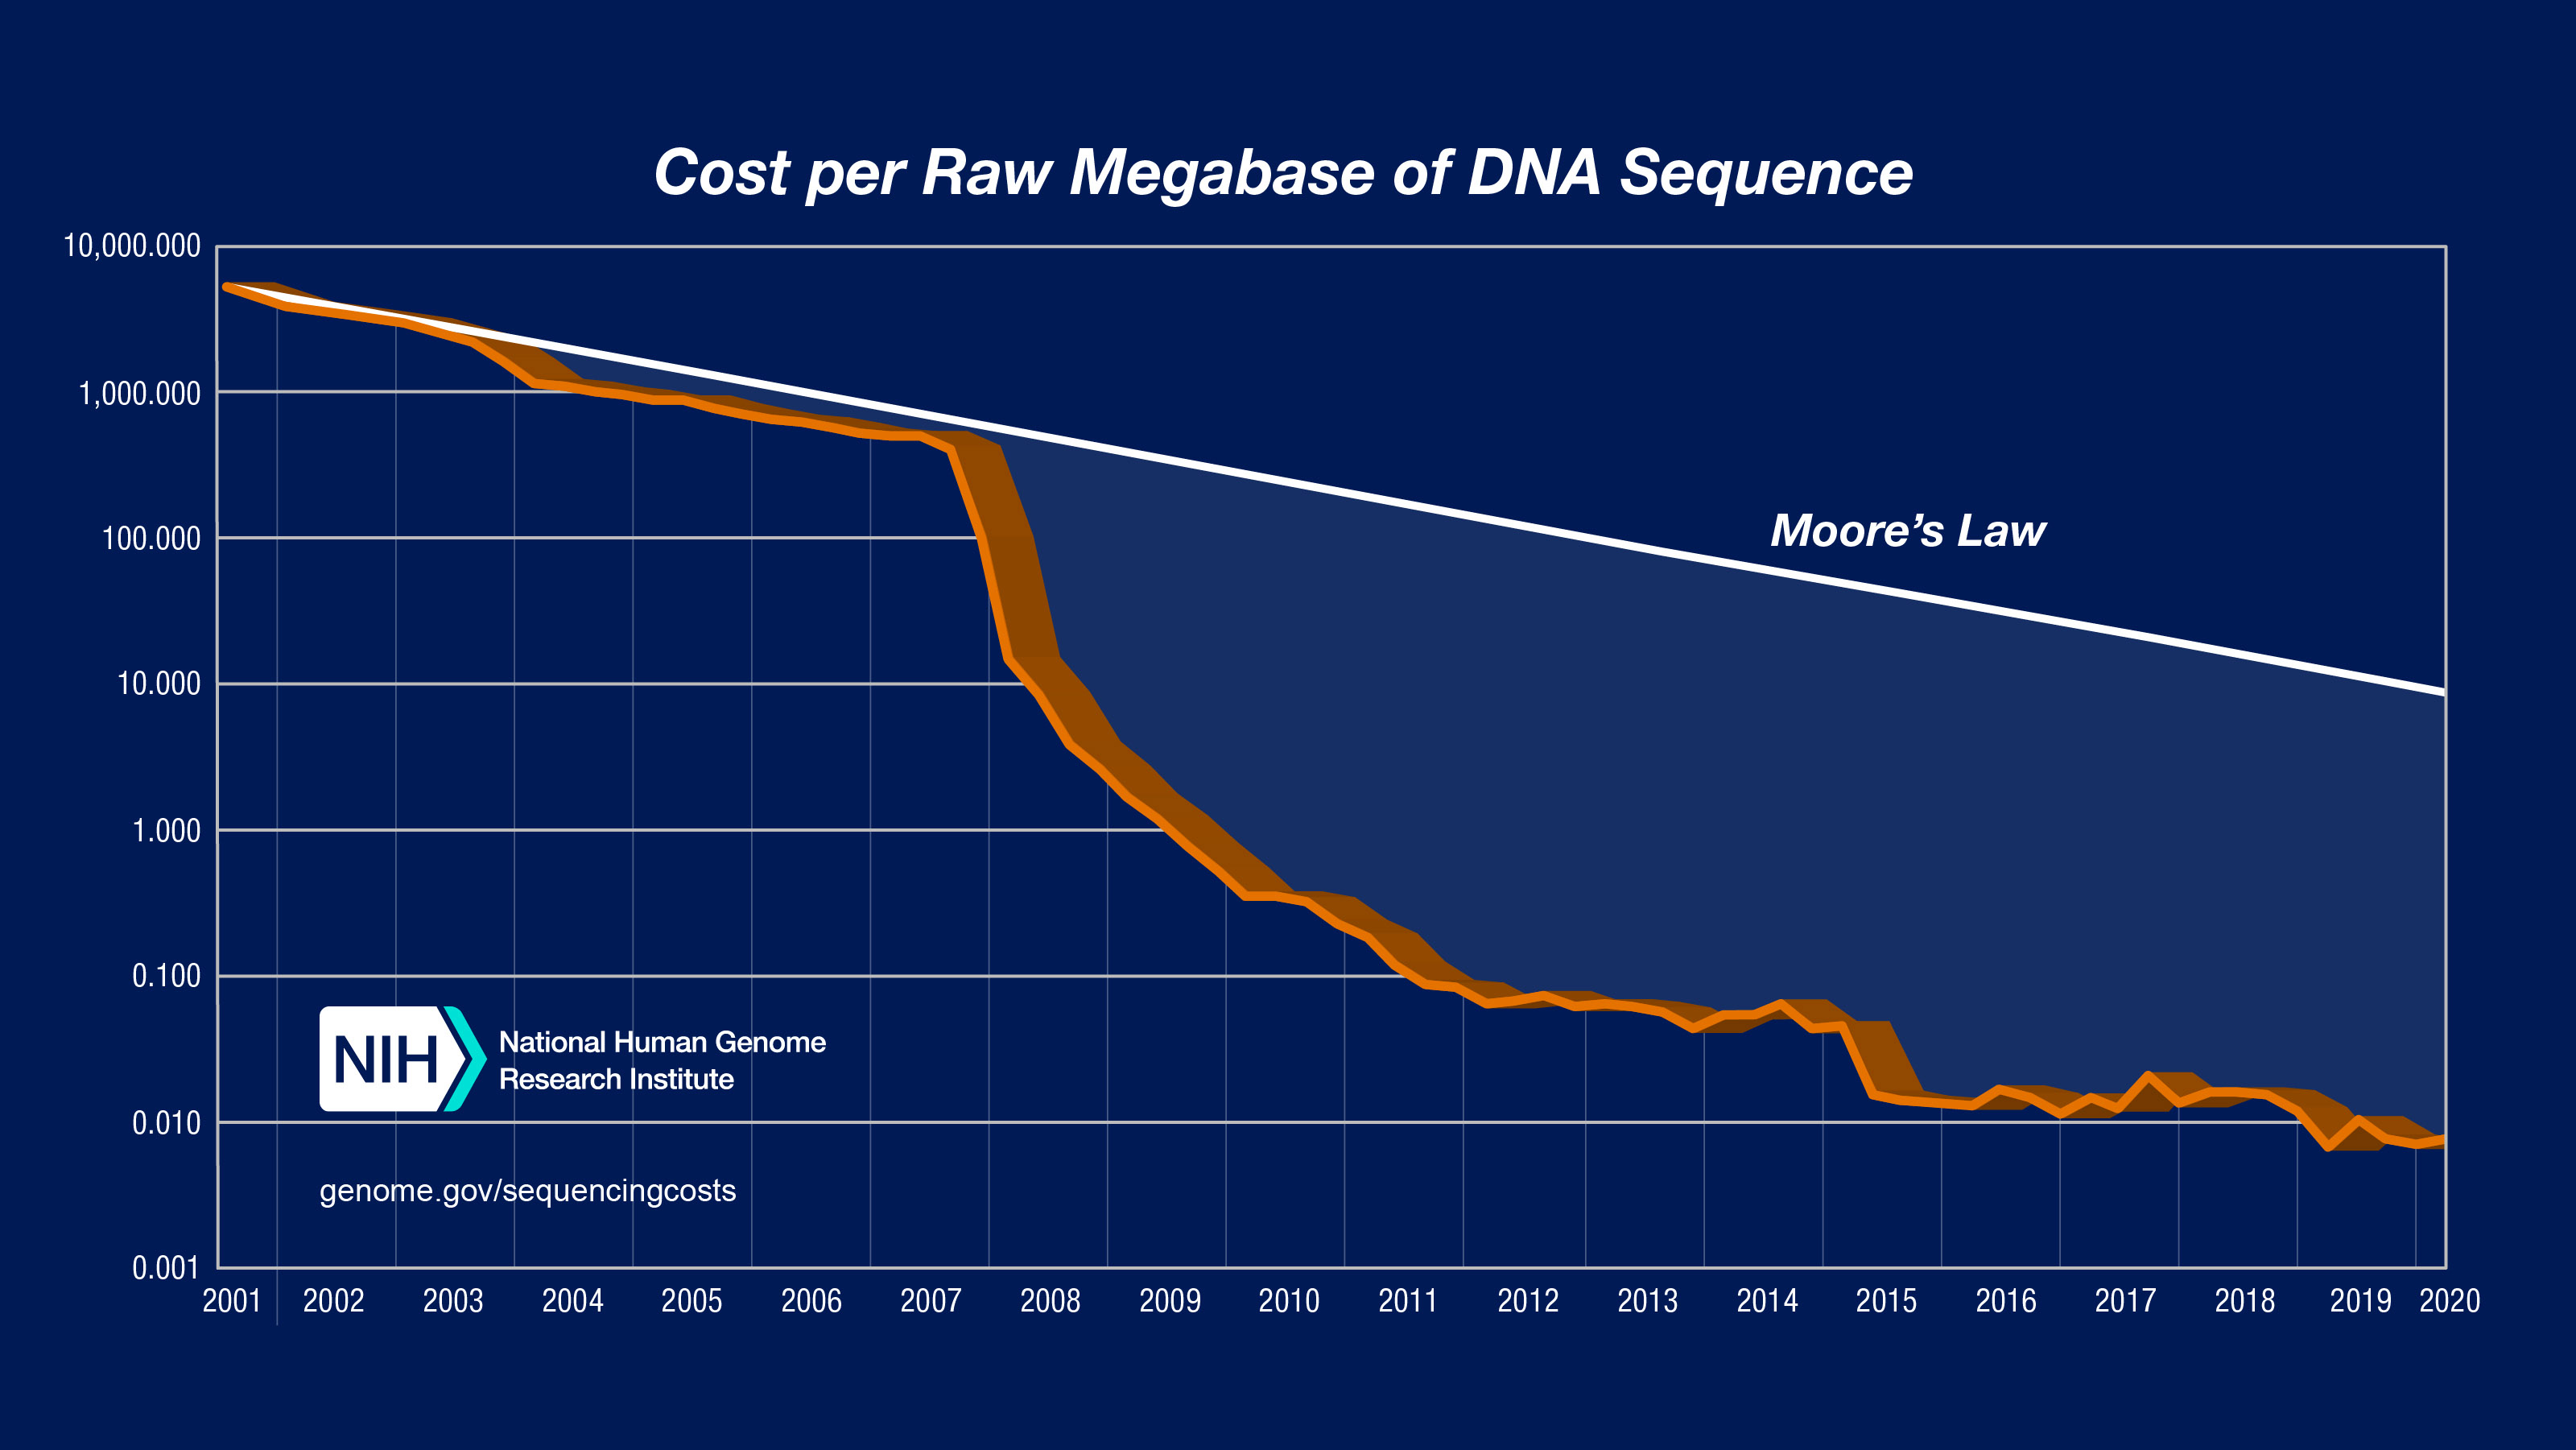 Cost per Raw Megabase of DNA Sequence
10,000.000
1,000.000
100.000
10.000
1.000
0.100
0.010
0.001
Moore's Law
NIH
National Human Genome
Research Institute
genome.gov/sequencingcosts
2001 2002 2003 2004 2005 2006 2007 2008 2009 2010 2011 2012 2013 2014 2015 2016 2017 2018 2019 2020